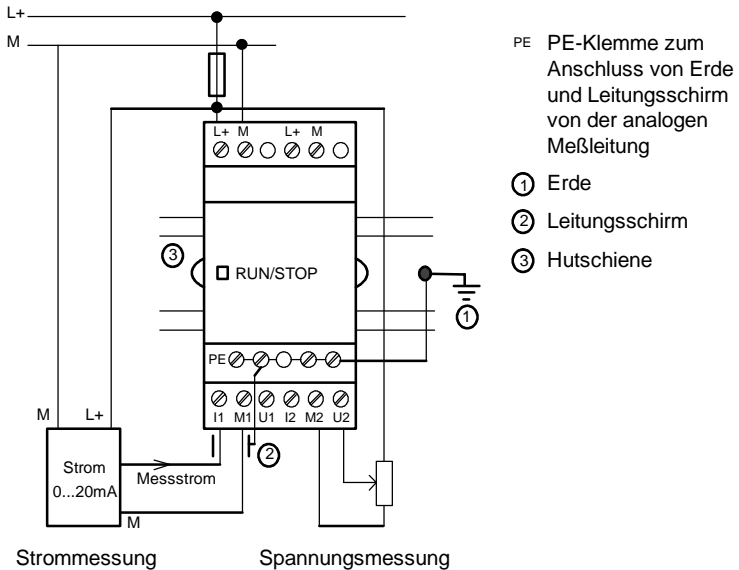 L+
M
L+ M L+ M
3
RUN/STOP
1
PE
I1 M1 U1 I2 M2 U2
M L+
2
Strom
0...20mA
Messstrom
M
Strommessung
Spannungsmessung
PE PE-Klemme zum
Anschluss von Erde
und Leitungsschirm
von der analogen
Meßleitung
1 Erde
2 Leitungsschirm
3 Hutschiene